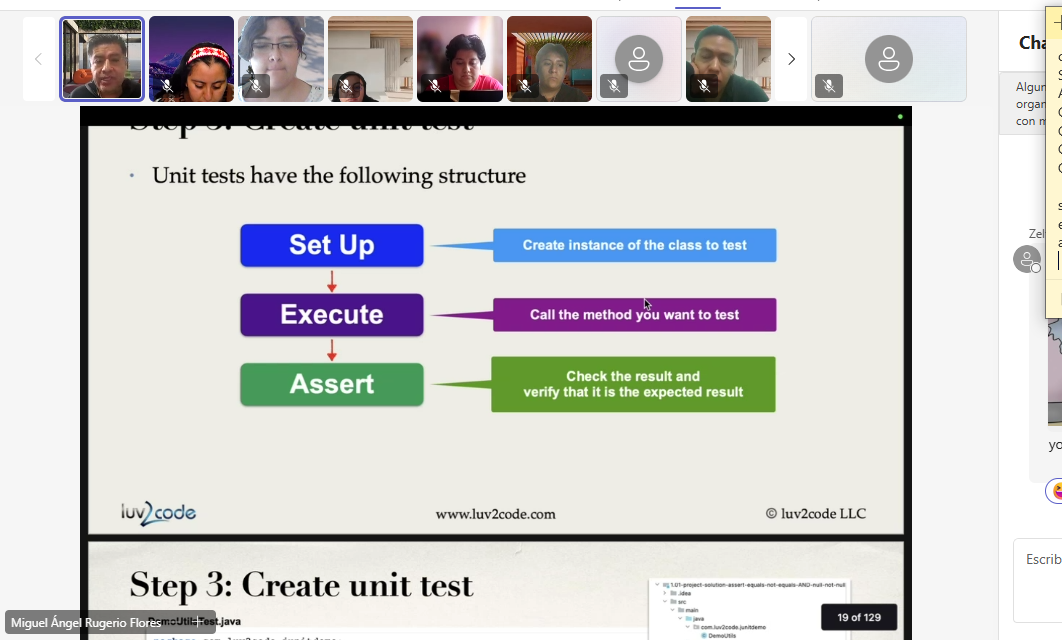 Step 3: Create unit test
• Unit tests have the following structure
Set Up
Create instance of the class to test
Execute
Call the method you want to test
Assert
Check the result and
verify that it is the expected result
luv2code
www.luv2code.com
© luv2code LLC
Step 3: Create unit test
DemoUtilsTest.java
1.01-project-solution-assert-equals-not-equals-AND-null-not-null
.idea
src
main
java
com.luv2code.junitdemo
DemoUtils
19 of 129
Miguel Ángel Rugerio Flores
Cha
Algun
organ
con m
Zel
yo
Escrib